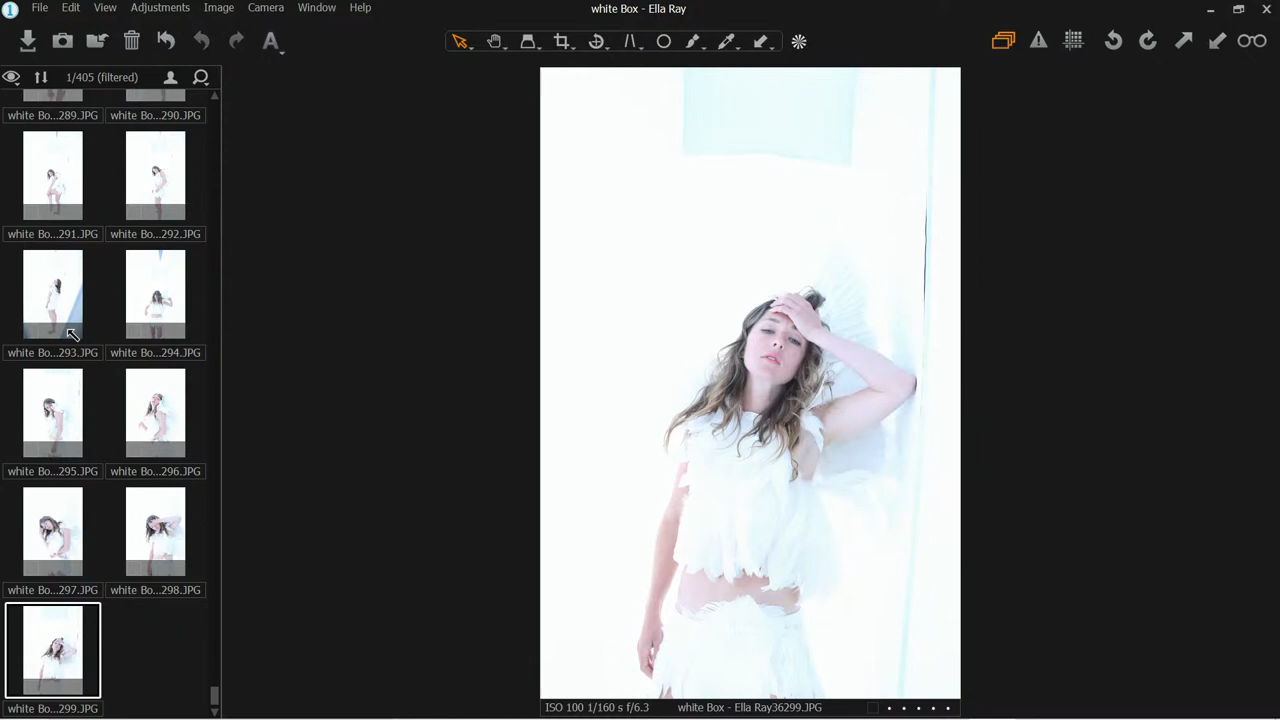 white Box - Ella Ray
File Edit View Adjustments Image Camera Window Help
1/405 (filtered)
white Bo...289.JPG white Bo...290.JPG
white Bo...291.JPG white Bo...292.JPG
white Bo...293.JPG white Bo...294.JPG
white Bo...295.JPG white Bo...296.JPG
white Bo...297.JPG white Bo...298.JPG
white Bo...299.JPG
ISO 100 1/160 s f/6.3 white Box - Ella Ray36299.JPG